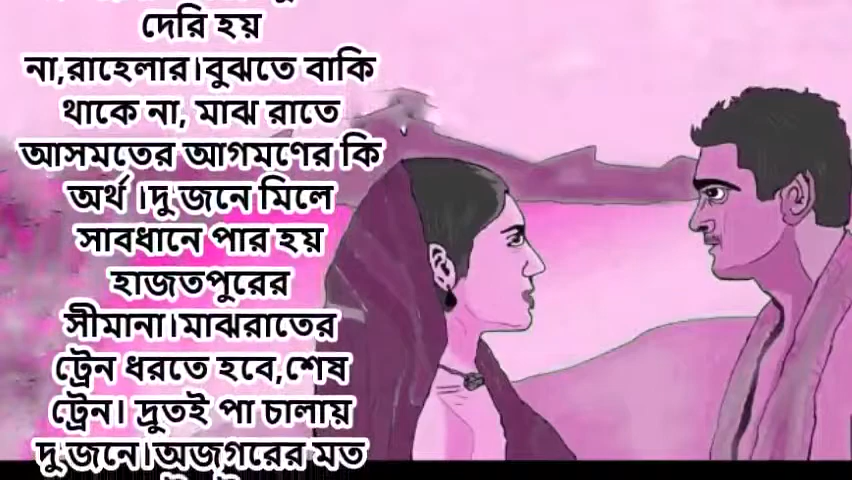 দেরি হয়
না,রাহেলার।বুঝতে বাকি
থাকে না, মাঝ রাতে
আসমতের আগমণের কি
অর্থ ।দু জনে মিলে
সাবধানে পার হয়
হাজতপুরের
সীমানা।মাঝরাতের
ট্রেন ধরতে হবে,শেষ
ট্রেন। দ্রুতই পা চালায়
দু জনে।অজগরের মত